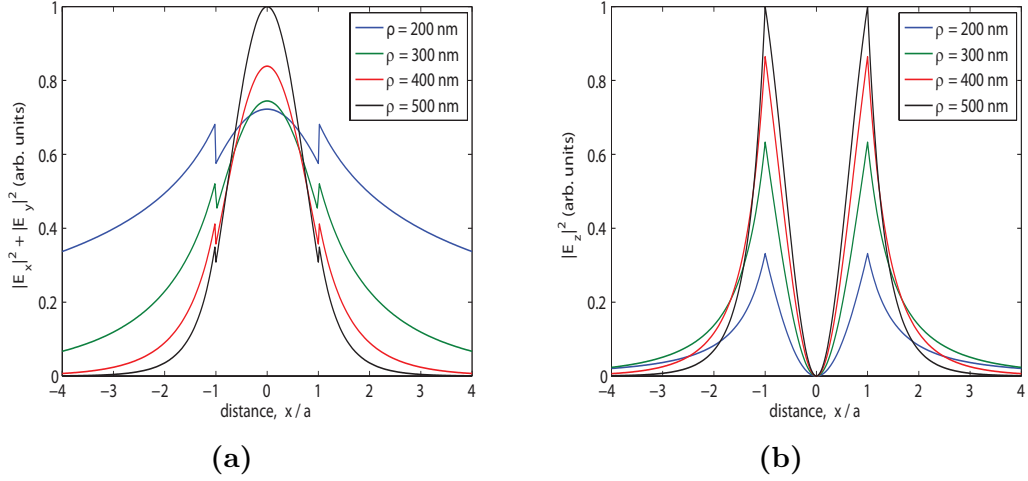 1
0.8
0.6
0.4
0.2
0
|E_x|² + |E_y|² (arb. units)
−4 −3 −2 −1 0 1 2 3 4
distance, x / a
ρ = 200 nm
ρ = 300 nm
ρ = 400 nm
ρ = 500 nm
(a)
1
0.8
0.6
0.4
0.2
0
|E_z|² (arb. units)
−4 −3 −2 −1 0 1 2 3 4
distance, x / a
ρ = 200 nm
ρ = 300 nm
ρ = 400 nm
ρ = 500 nm
(b)